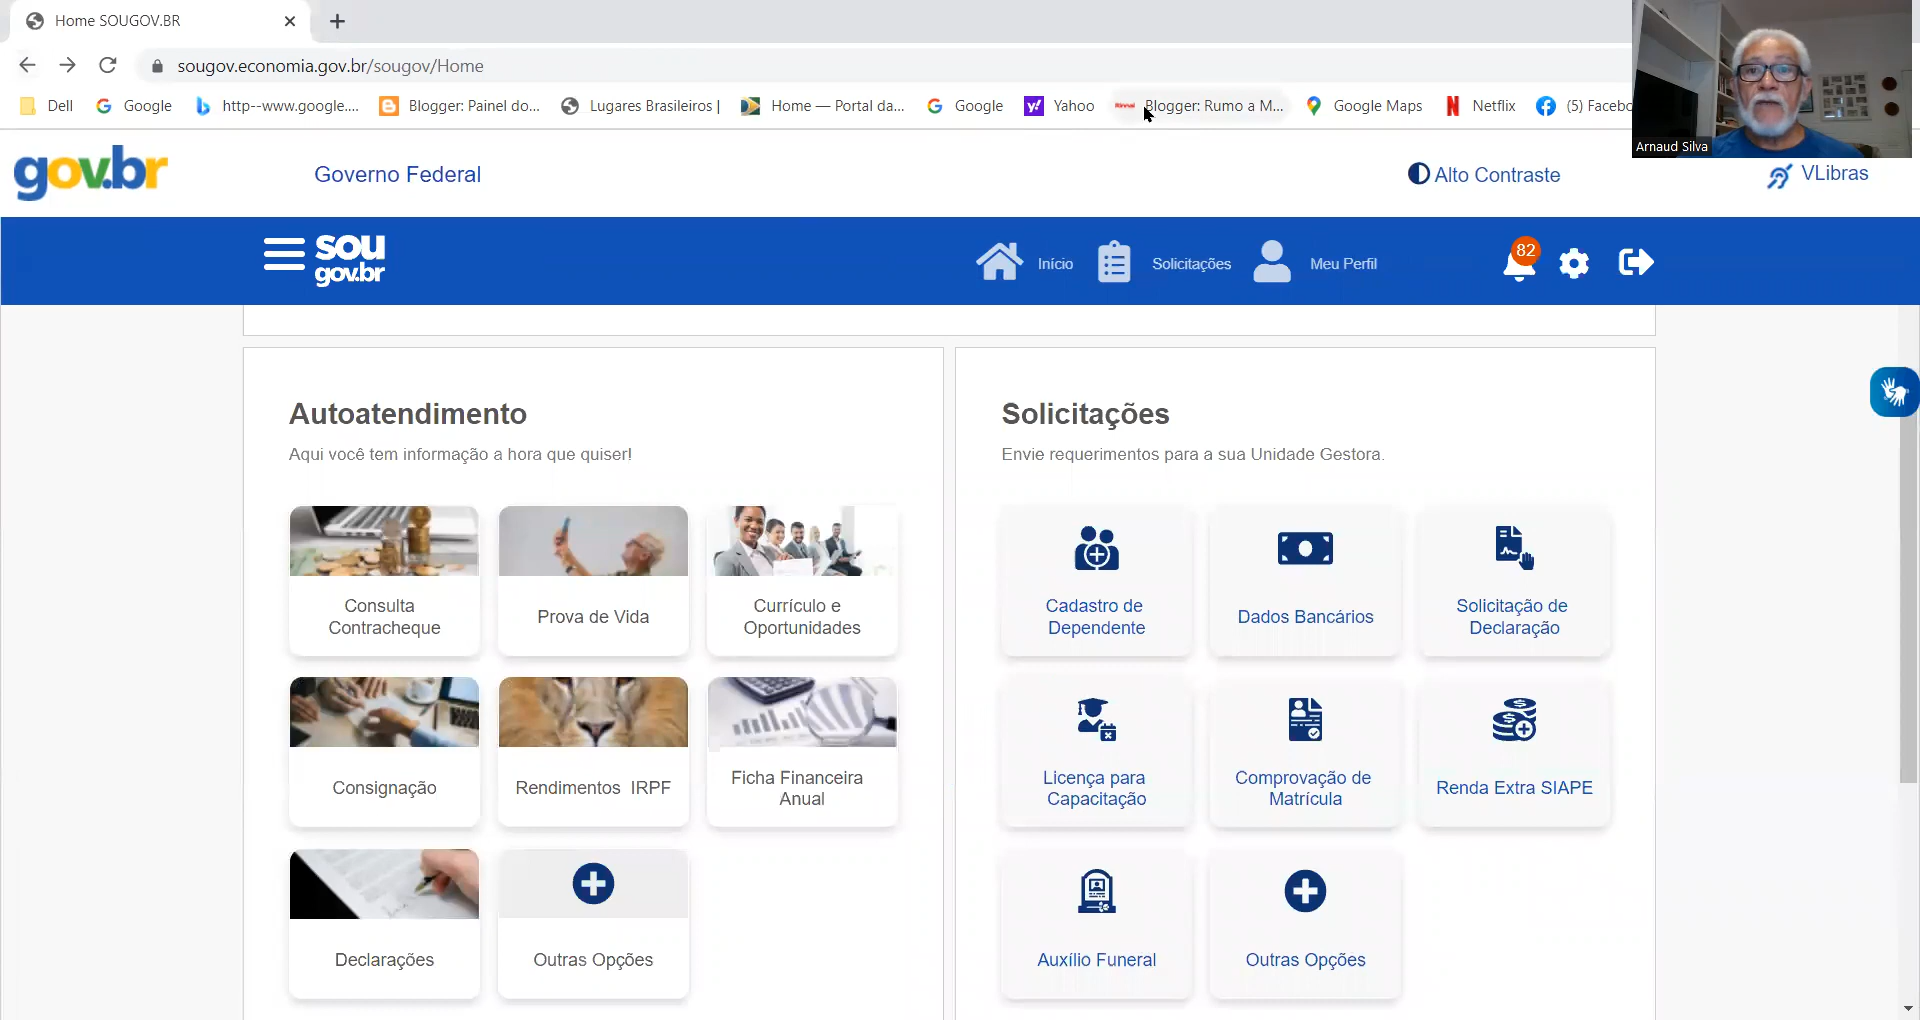 Home SOUGOV.BR
sougov.economia.gov.br/sougov/Home
Dell
Google
http--www.google....
Blogger: Painel do...
Lugares Brasileiros |
Home — Portal da...
Google
Yahoo
Blogger: Rumo a M...
Google Maps
Netflix
(5) Facebo
Arnaud Silva
gov.br
Governo Federal
Alto Contraste
VLibras
sou
gov.br
Início
Solicitações
Meu Perfil
82
Autoatendimento
Aqui você tem informação a hora que quiser!
Consulta
Contracheque
Prova de Vida
Currículo e
Oportunidades
Consignação
Rendimentos IRPF
Ficha Financeira
Anual
Declarações
Outras Opções
Solicitações
Envie requerimentos para a sua Unidade Gestora.
Cadastro de
Dependente
Dados Bancários
Solicitação de
Declaração
Licença para
Capacitação
Comprovação de
Matrícula
Renda Extra SIAPE
Auxílio Funeral
Outras Opções